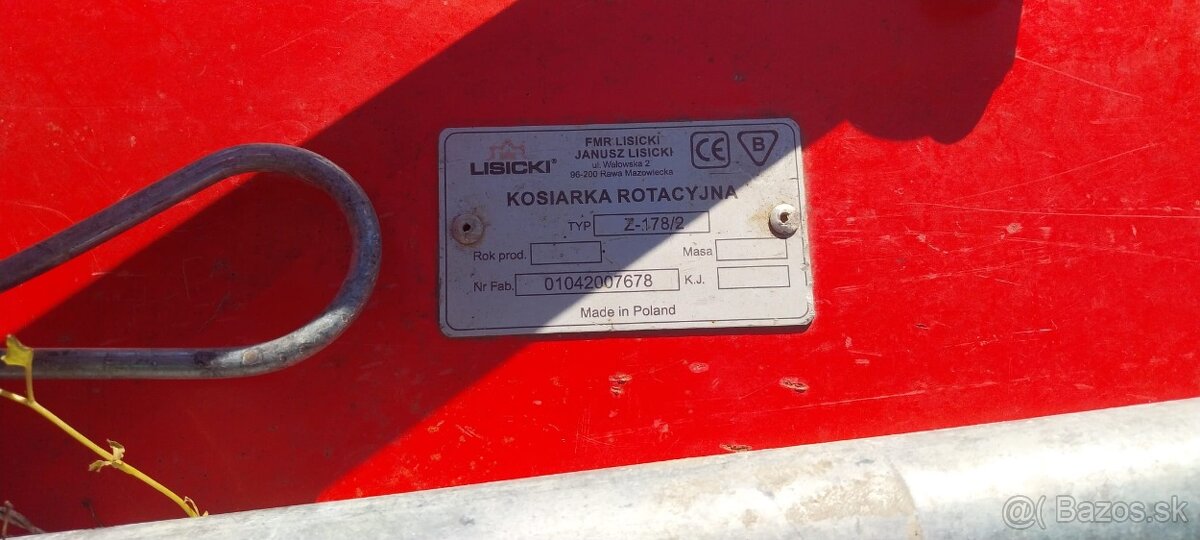 LISICKI®
FMR LISICKI
JANUSZ LISICKI
ul. Wałowska 2
96-200 Rawa Mazowiecka
CE
B
KOSIARKA ROTACYJNA
TYP Z-178/2
Rok prod. Masa
Nr Fab. 01042007678 K.J.
Made in Poland
@( Bazos.sk